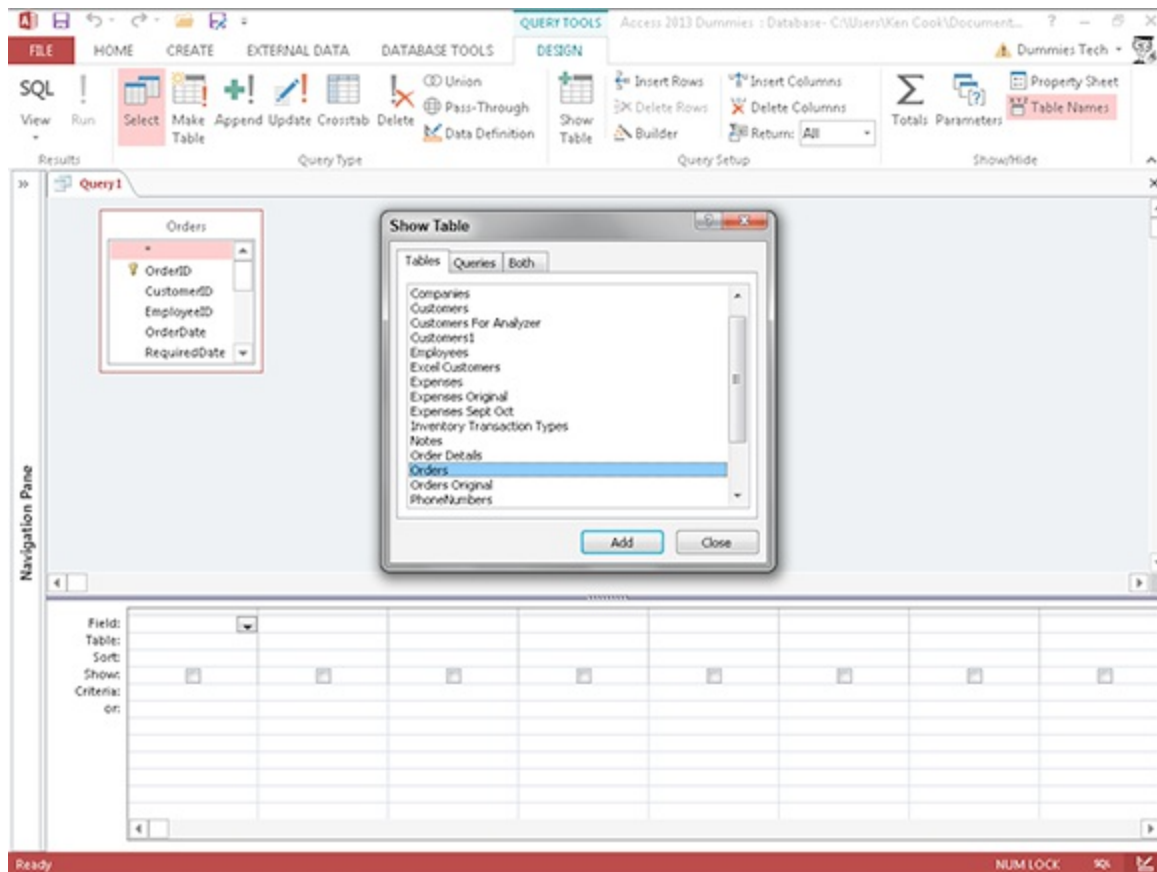 QUERY TOOLS Access 2013 Dummies : Database- C:\Users\Ken Cook\Document... ?
FILE HOME CREATE EXTERNAL DATA DATABASE TOOLS DESIGN Dummies Tech
SQL View
Run
Select
Make Table
Append
Update
Crosstab
Delete
Union
Pass-Through
Data Definition
Show Table
Insert Rows
Delete Rows
Builder
Insert Columns
Delete Columns
Return: All
Totals
Parameters
Property Sheet
Table Names
Results Query Type Query Setup Show/Hide
Query1
Navigation Pane
Orders
*
OrderID
CustomerID
EmployeeID
OrderDate
RequiredDate
Show Table
Tables Queries Both
Companies
Customers
Customers For Analyzer
Customers1
Employees
Excel Customers
Expenses
Expenses Original
Expenses Sept Oct
Inventory Transaction Types
Notes
Order Details
Orders
Orders Original
PhoneNumbers
Add Close
Field:
Table:
Sort:
Show:
Criteria:
or:
Ready NUM LOCK SQL